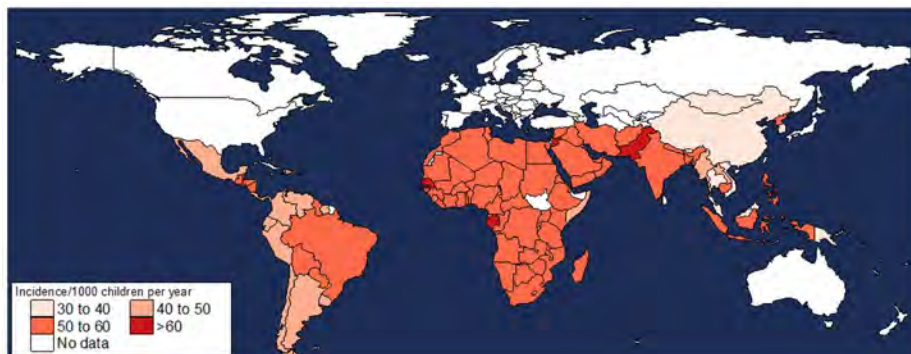 Incidence/1000 children per year
30 to 40 40 to 50
50 to 60 >60
No data